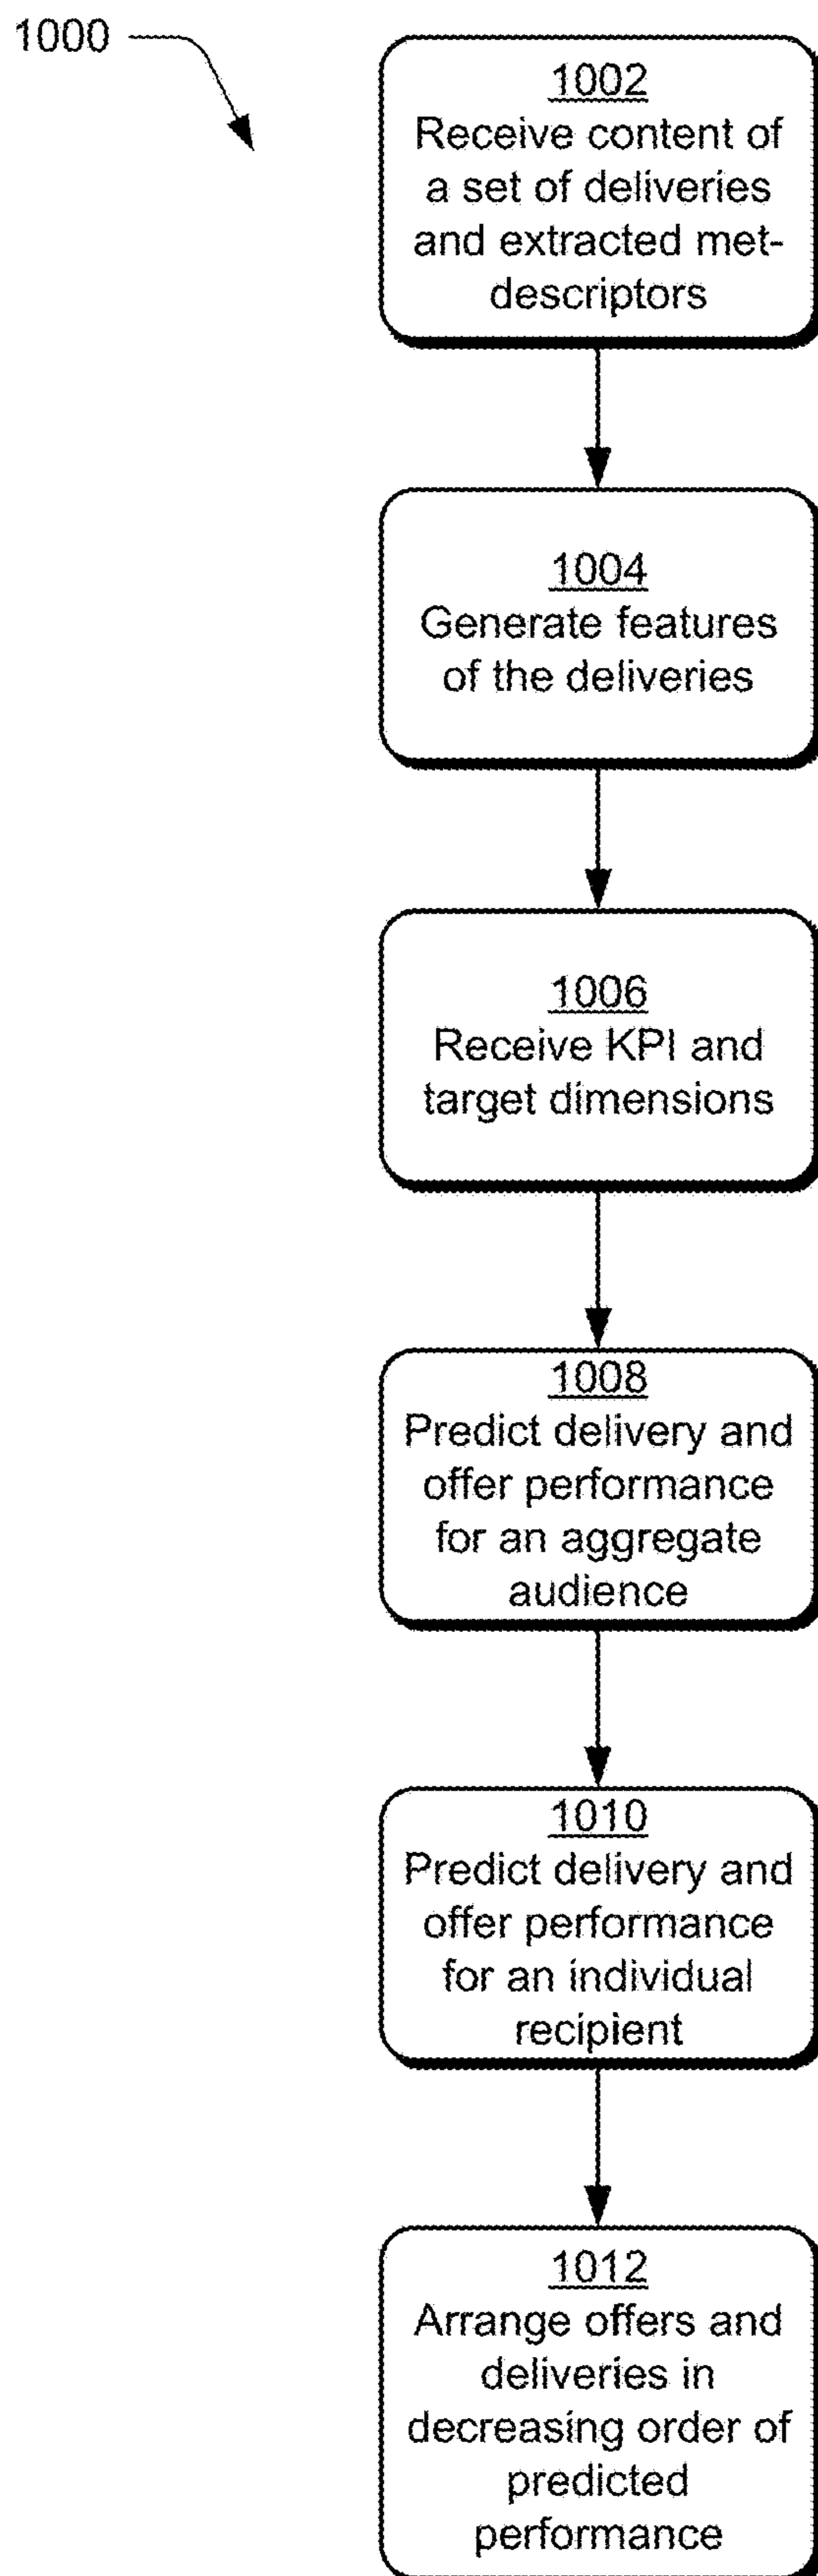 1000
1002
Receive content of
a set of deliveries
and extracted met-
descriptors
1004
Generate features
of the deliveries
1006
Receive KPI and
target dimensions
1008
Predict delivery and
offer performance
for an aggregate
audience
1010
Predict delivery and
offer performance
for an individual
recipient
1012
Arrange offers and
deliveries in
decreasing order of
predicted
performance